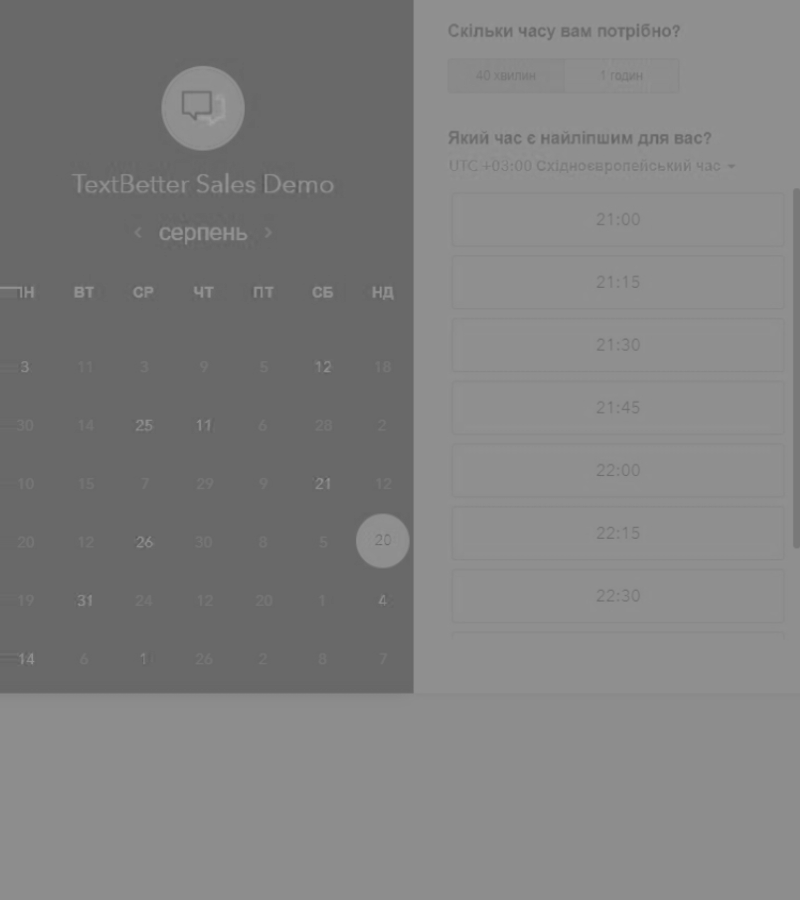 TextBetter Sales Demo
серпень
ПН ВТ СР ЧТ ПТ СБ НД
3 11 3 9 5 12 18
30 14 25 11 6 28 2
10 15 7 29 9 21 12
20 12 26 30 8 5 20
19 31 24 12 20 1 4
14 6 1 26 2 8 7
Скільки часу вам потрібно?
40 хвилин 1 годин
Який час є найліпшим для вас?
UTC +03:00 Східноєвропейський час
21:00
21:15
21:30
21:45
22:00
22:15
22:30